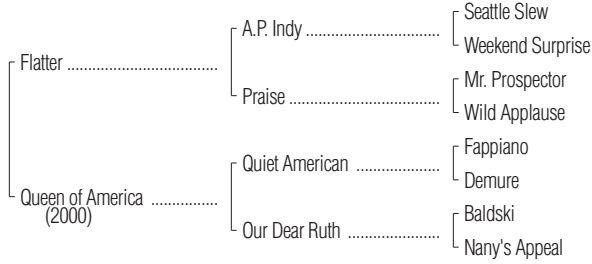 Seattle Slew
A.P. Indy ..................................
Weekend Surprise
Flatter ......................................
Mr. Prospector
Praise ......................................
Wild Applause
Fappiano
Quiet American .....................
Demure
Queen of America .................
(2000)
Baldski
Our Dear Ruth .......................
Nany's Appeal